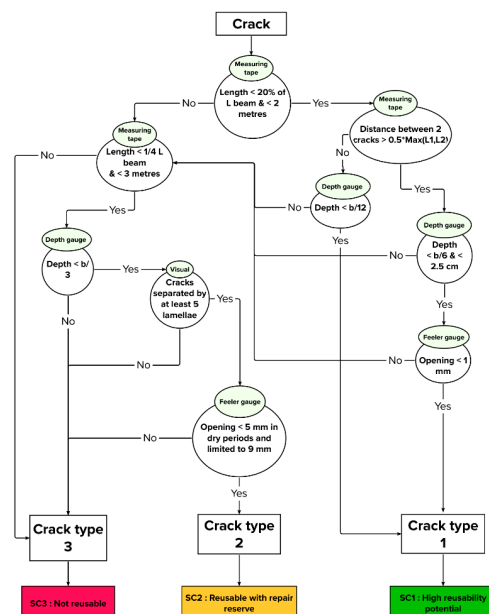 Crack
Measuring
tape
Length < 20% of
L beam & < 2
metres
No
Yes
Measuring
tape
Length < 1/4 L
beam
& < 3 metres
Measuring
tape
Distance between 2
cracks > 0.5*Max(L1,L2)
No
No
Yes
Yes
Depth gauge
Depth < b/12
No
Depth gauge
Depth
< b/6 & <
2.5 cm
No
Depth gauge
Depth < b/
3
Yes
Visual
Cracks
separated by
at least 5
lamellae
Yes
No
No
Yes
Yes
Feeler gauge
Opening < 1
mm
No
Yes
Feeler gauge
Opening < 5 mm in
dry periods and
limited to 9 mm
No
Yes
Crack type
3
Crack type
2
Crack type
1
SC3 : Not reusable
SC2 : Reusable with repair
reserve
SC1 : High reusability
potential